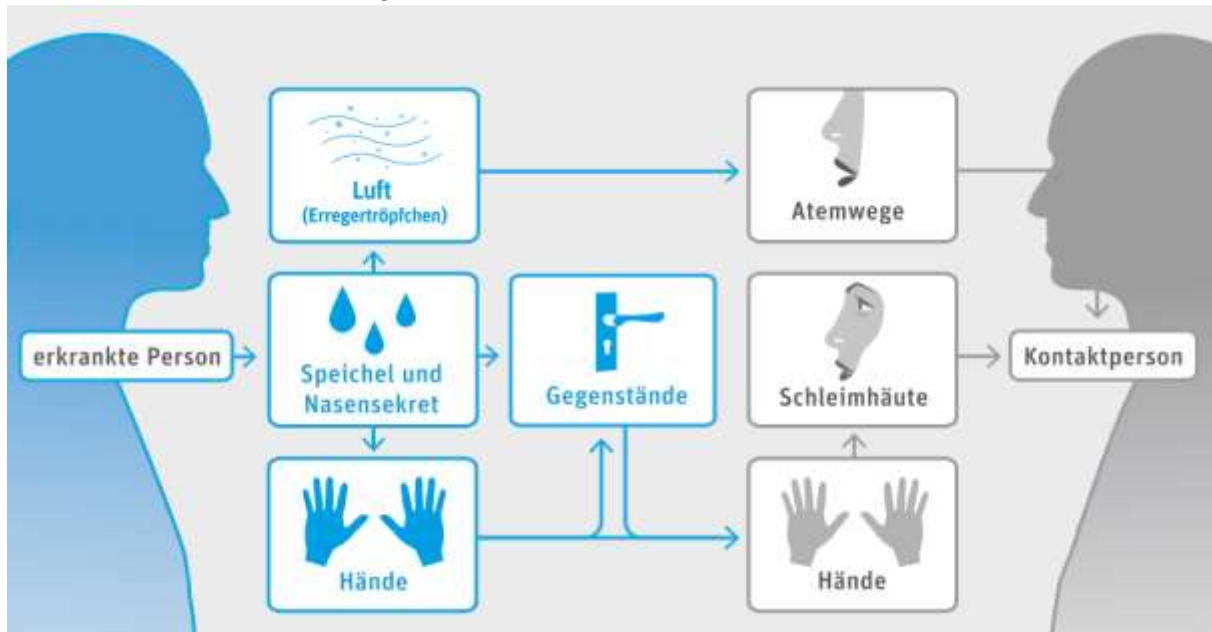 Luft
(Erregertröpfchen)
Atemwege
erkrankte Person
Speichel und
Nasensekret
Gegenstände
Schleimhäute
Kontaktperson
Hände
Hände